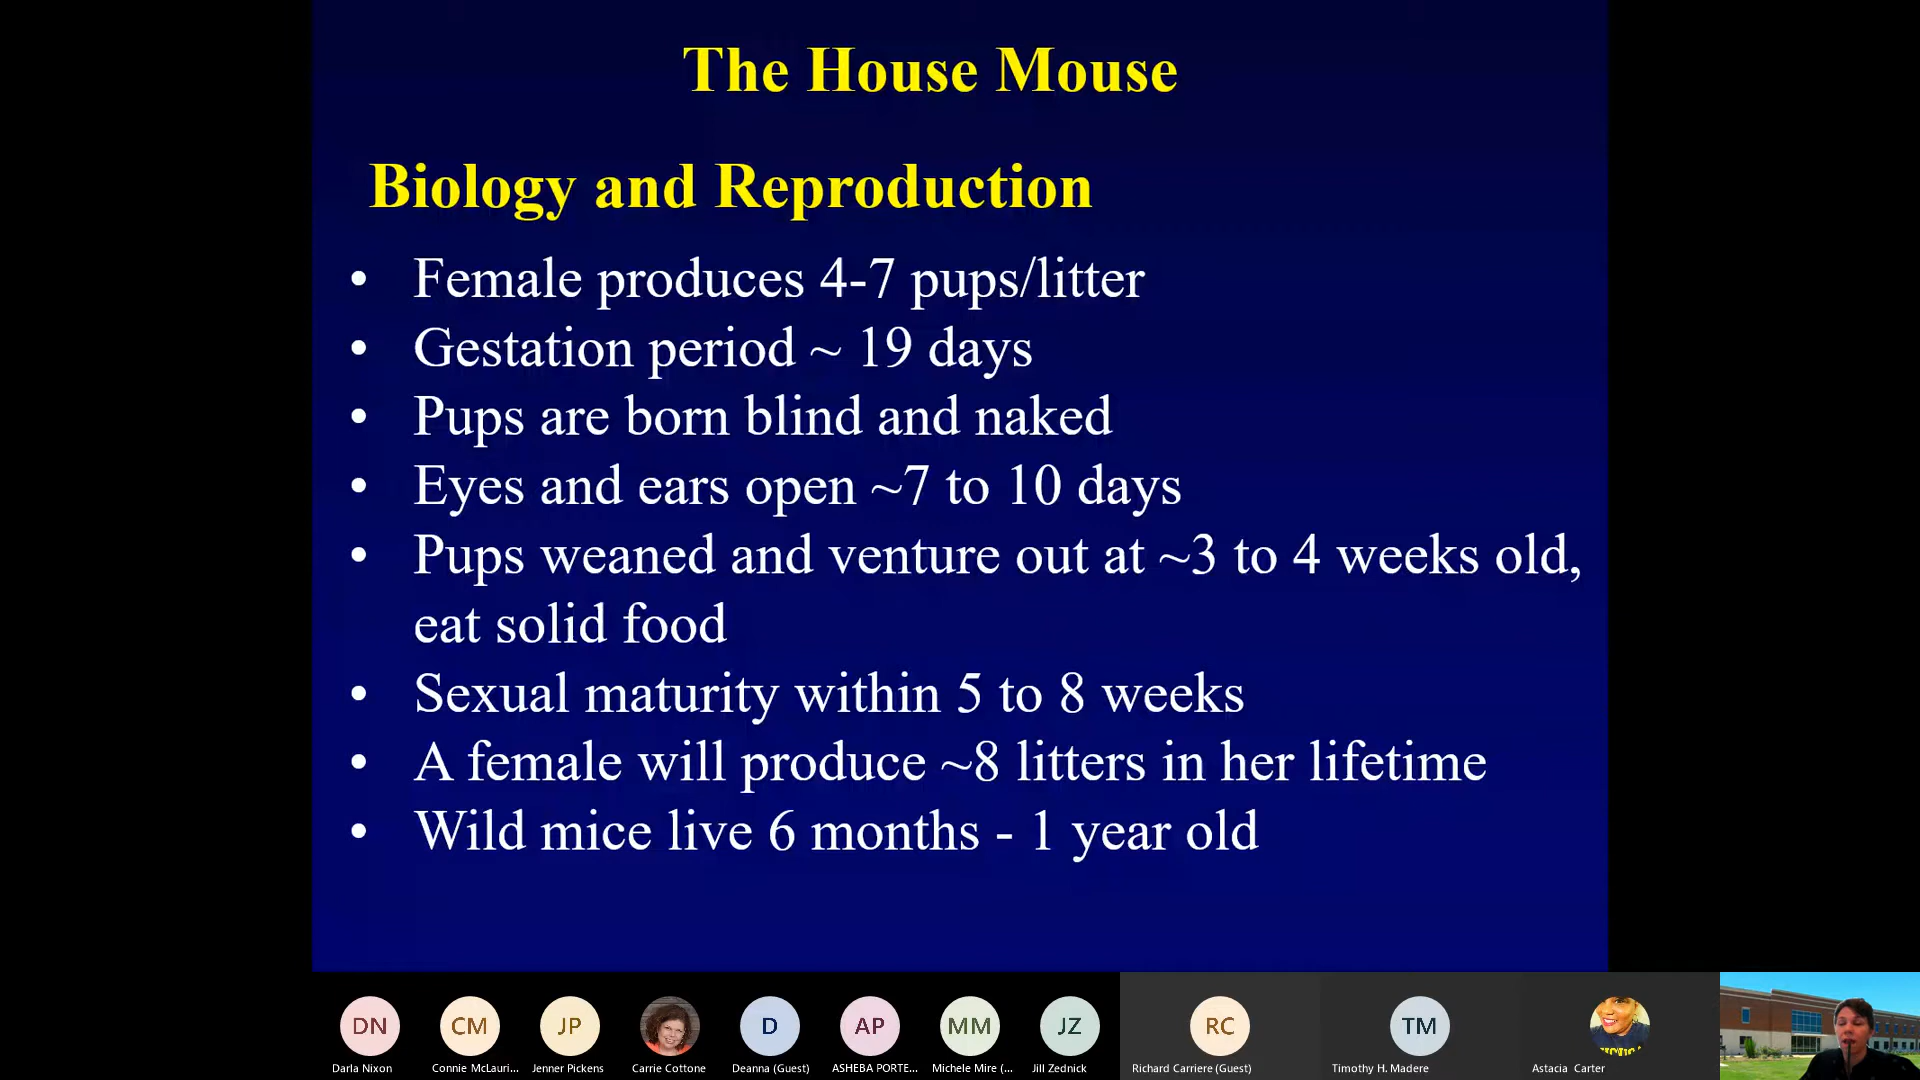 The House Mouse
Biology and Reproduction
• Female produces 4-7 pups/litter
• Gestation period ~ 19 days
• Pups are born blind and naked
• Eyes and ears open ~7 to 10 days
• Pups weaned and venture out at ~3 to 4 weeks old,
eat solid food
• Sexual maturity within 5 to 8 weeks
• A female will produce ~8 litters in her lifetime
• Wild mice live 6 months - 1 year old
DN CM JP D AP MM JZ RC TM
Darla Nixon Connie McLauri... Jenner Pickens Carrie Cottone Deanna (Guest) ASHEBA PORTE... Michele Mire (... Jill Zednick Richard Carriere (Guest) Timothy H. Madere Astacia Carter